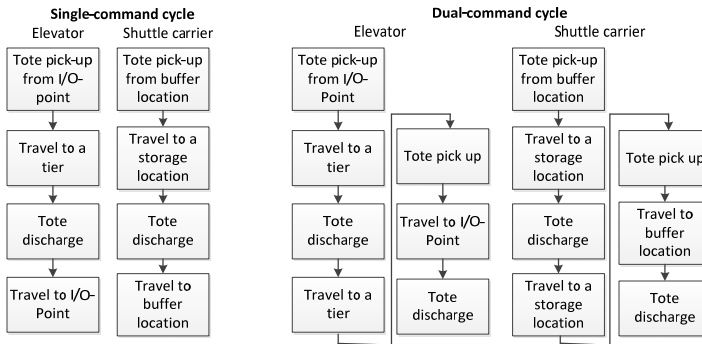 Single-command cycle
Elevator
Shuttle carrier
Tote pick-up
from I/O-
point
Travel to a
tier
Tote
discharge
Travel to I/O-
Point
Tote pick-up
from buffer
location
Travel to a
storage
location
Tote
discharge
Travel to
buffer
location
Dual-command cycle
Elevator
Shuttle carrier
Tote pick-up
from I/O-
Point
Travel to a
tier
Tote
discharge
Travel to a
tier
Tote pick up
Travel to I/O-
Point
Tote
discharge
Tote pick-up
from buffer
location
Travel to a
storage
location
Tote
discharge
Travel to a
storage
location
Tote pick up
Travel to
buffer
location
Tote
discharge